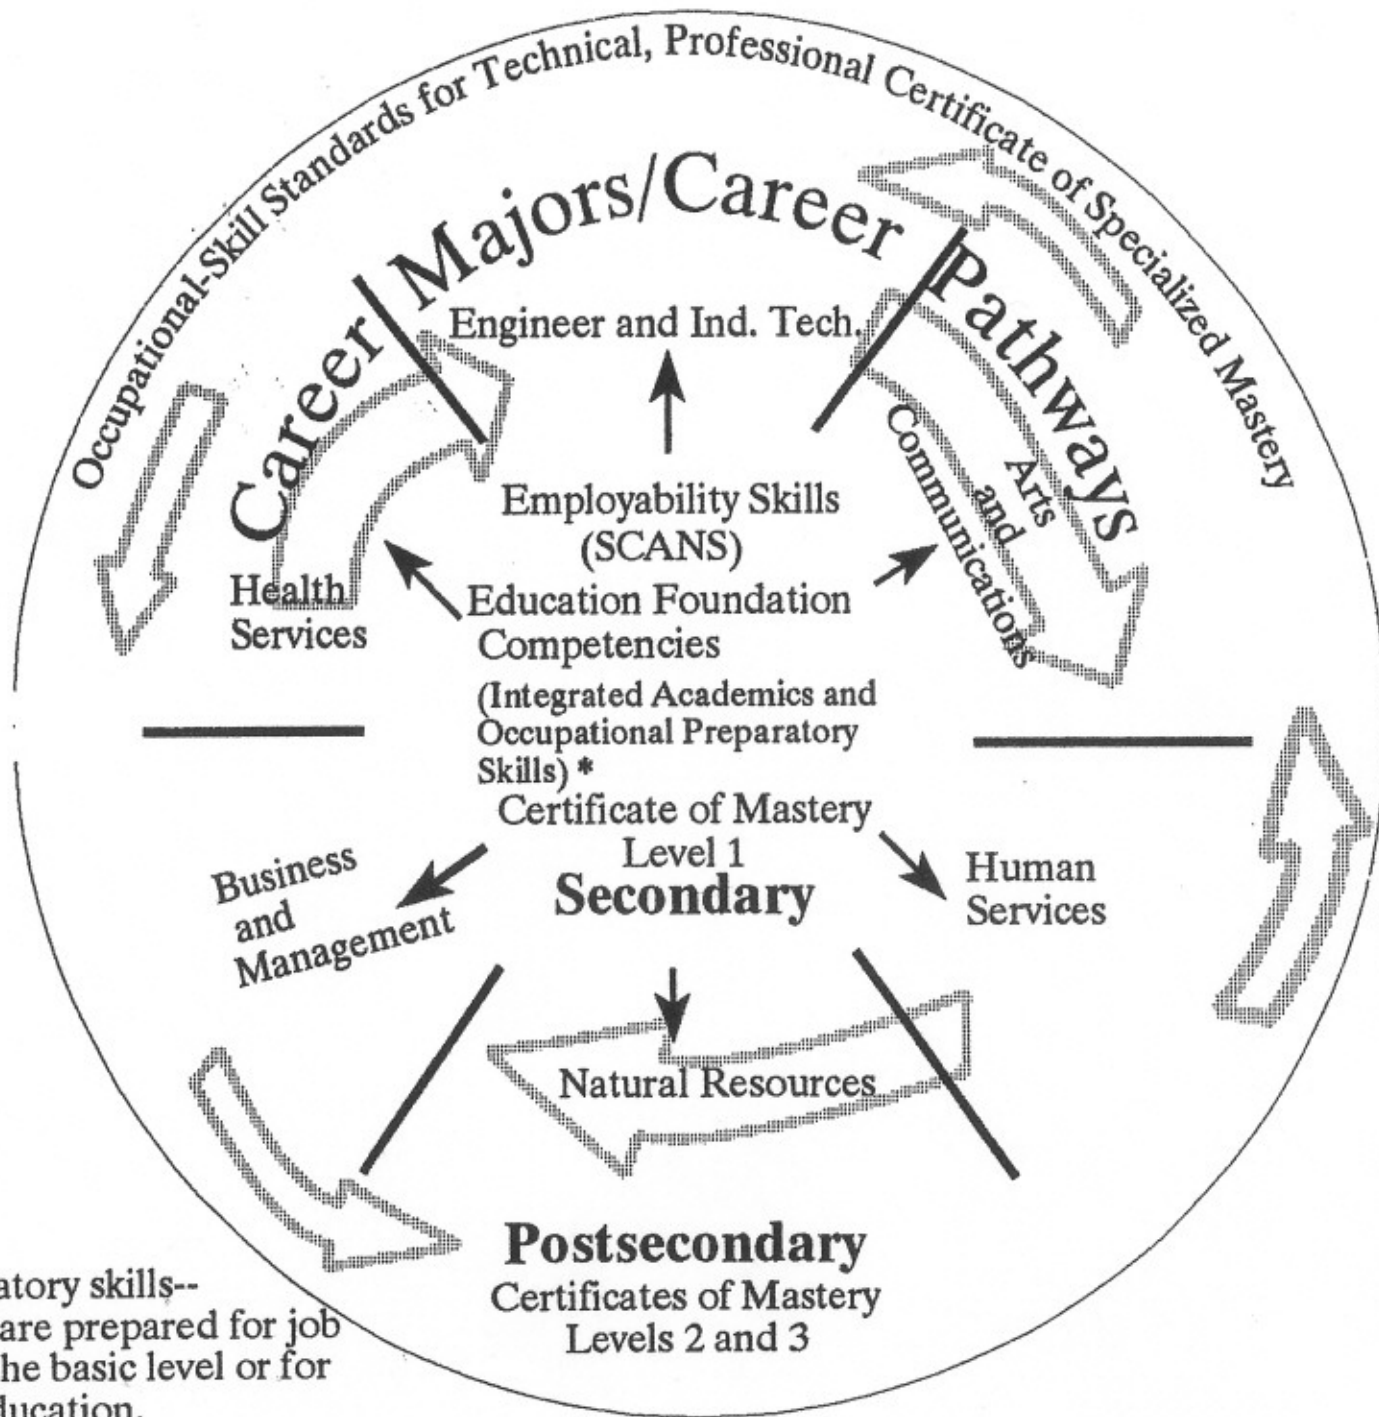 Occupational-Skill Standards for Technical, Professional Certificate of Specialized Mastery
Career Majors/Career Pathways
Engineer and Ind. Tech.
Health
Services
Arts
and
Communications
Employability Skills
(SCANS)
Education Foundation
Competencies
(Integrated Academics and
Occupational Preparatory
Skills) *
Certificate of Mastery
Level 1
Secondary
Business
and
Management
Human
Services
Natural Resources
Postsecondary
Certificates of Mastery
Levels 2 and 3
skills--
are prepared for job
the basic level or for